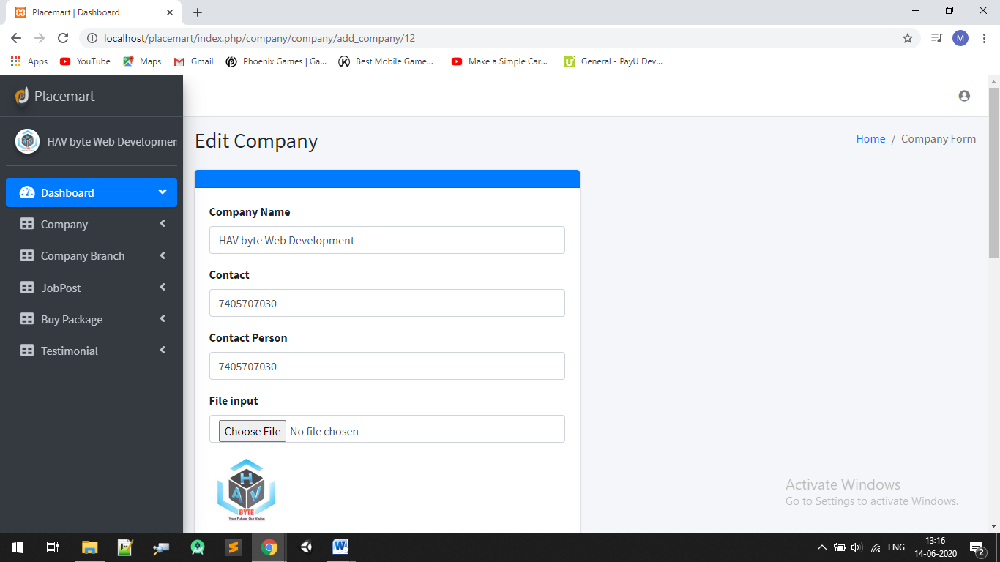 Placemart | Dashboard
localhost/placemart/index.php/company/company/add_company/12
M
Apps
YouTube
Maps
Gmail
Phoenix Games | Ga...
Best Mobile Game...
Make a Simple Car...
General - PayU Dev...
Placemart
HAV byte Web Developmen
Dashboard
Company
Company Branch
JobPost
Buy Package
Testimonial
Edit Company
Home / Company Form
Company Name
HAV byte Web Development
Contact
7405707030
Contact Person
7405707030
File input
Choose File No file chosen
H
A V
BYTE
Your Future, Our Vision
Activate Windows
Go to Settings to activate Windows.
ENG
13:16
14-06-2020
2